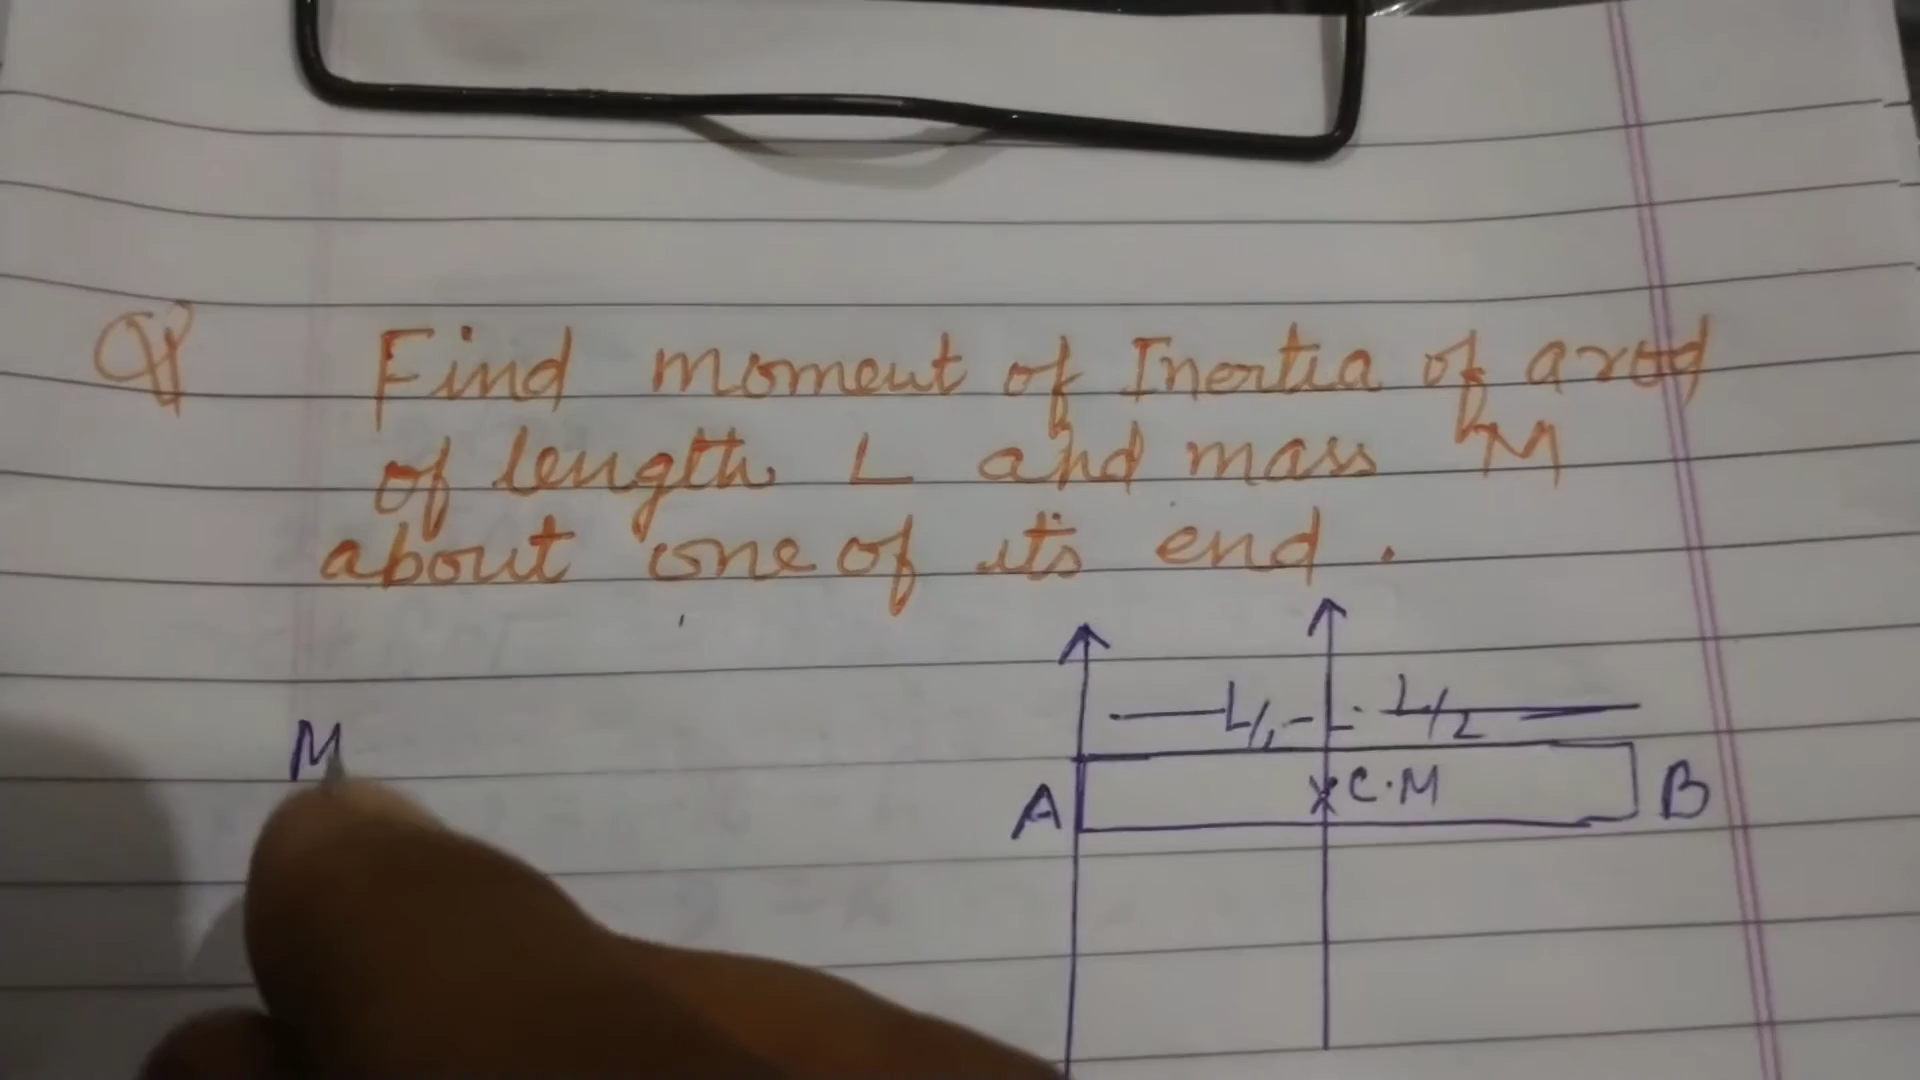 Q Find moment of Inertia of a rod
of length L and mass M
about one of its end.
L/2 L L/2
M
A C.M B